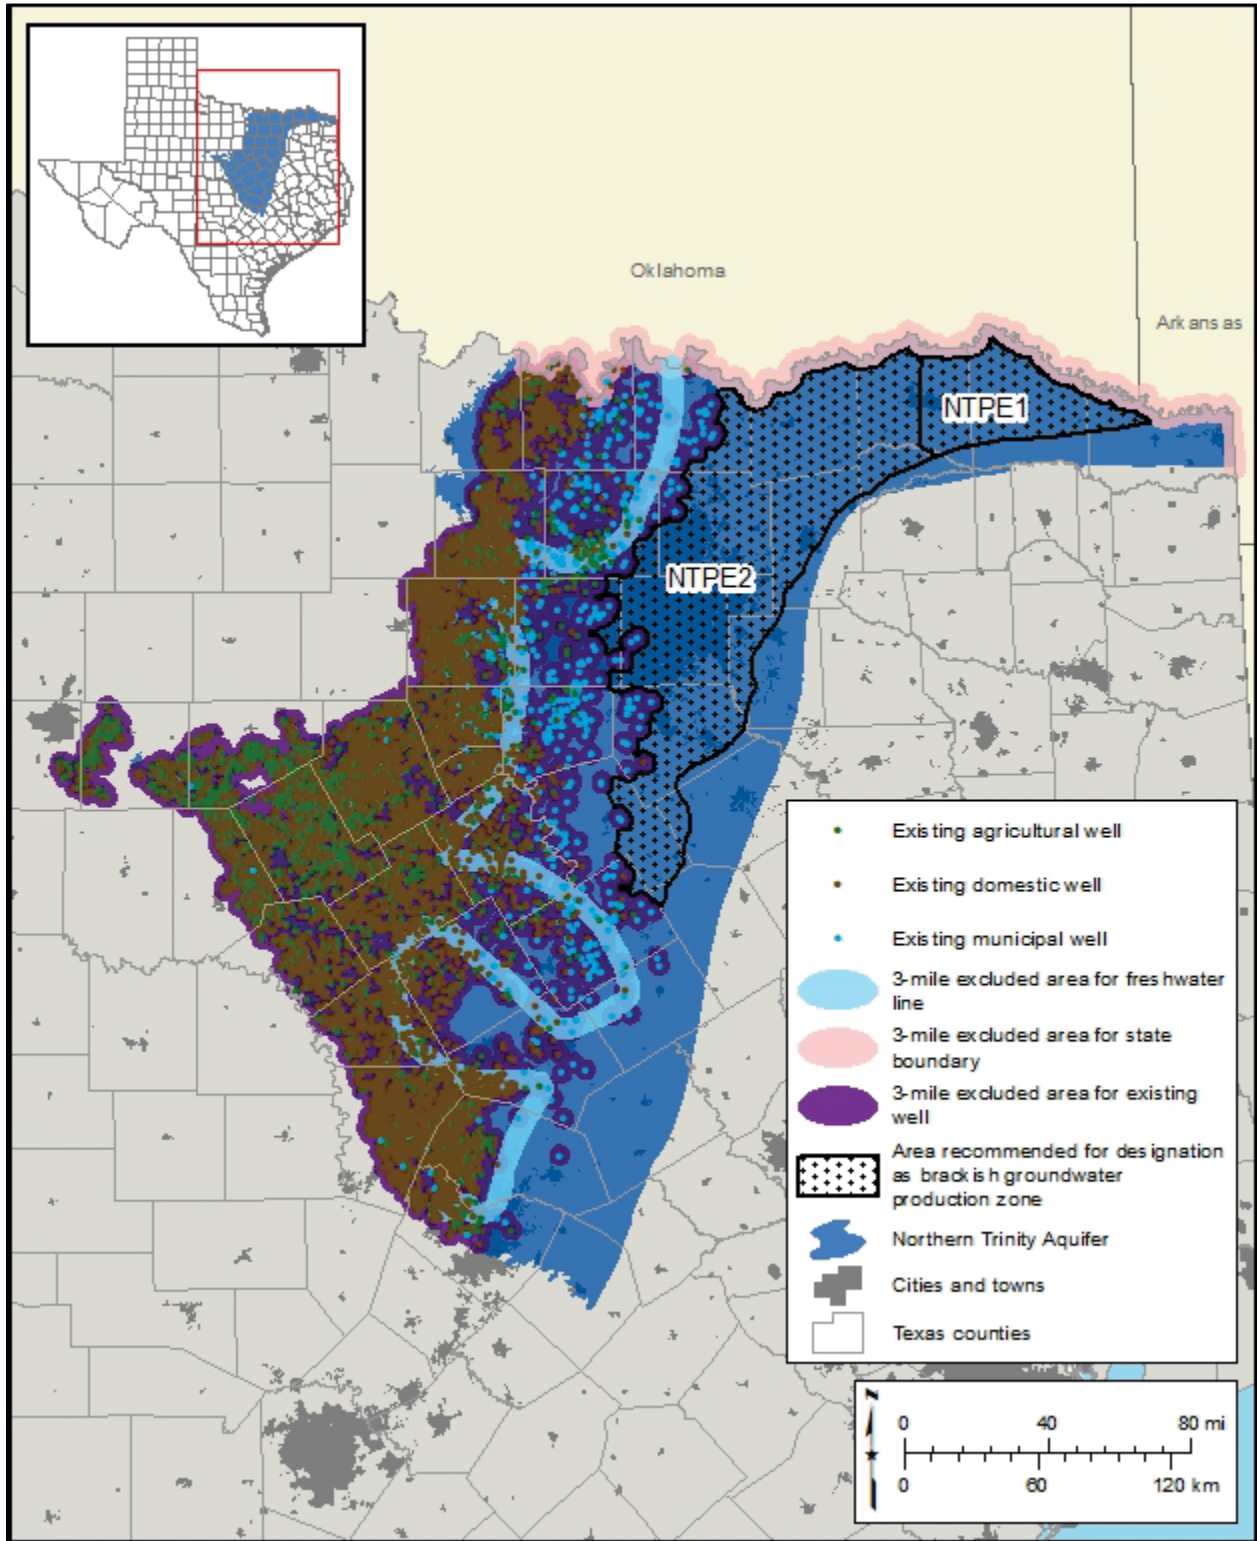 Oklahoma
Arkansas
NTPE1
NTPE2
Existing agricultural well
Existing domestic well
Existing municipal well
3-mile excluded area for freshwater
line
3-mile excluded area for state
boundary
3-mile excluded area for existing
well
Area recommended for designation
as brackish groundwater
production zone
Northern Trinity Aquifer
Cities and towns
Texas counties
N
0 40 80 mi
0 60 120 km